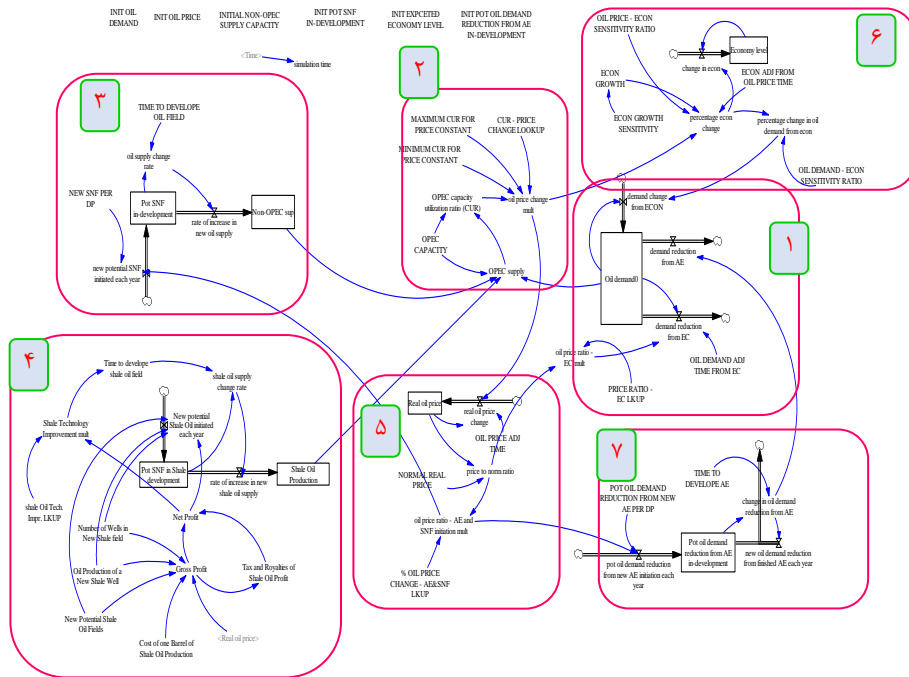 INIT OIL
DEMAND
INIT OIL PRICE
INITIAL NON-OPEC
SUPPLY CAPACITY
INIT POT SNF
IN-DEVELOPMENT
INIT EXPCETED
ECONOMY LEVEL
INIT POT OIL DEMAND
REDUCTION FROM AE
IN-DEVELOPMENT
<Time>
simulation time
۳
TIME TO DEVELOPE
OIL FIELD
oil supply change
rate
NEW SNF PER
DP
Pot SNF
in-development
Non-OPEC sup
rate of increase in
new oil supply
new potential SNF
initiated each year
۲
MAXIMUM CUR FOR
PRICE CONSTANT
CUR - PRICE
CHANGE LOOKUP
MINIMUM CUR FOR
PRICE CONSTANT
OPEC capacity
utilization ratio (CUR)
oil price change
mult
OPEC
CAPACITY
OPEC supply
۶
OIL PRICE - ECON
SENSITIVITY RATIO
Economy level
change in econ
ECON
GROWTH
ECON ADJ FROM
OIL PRICE TIME
ECON GROWTH
SENSITIVITY
percentage econ
change
percentage change in oil
demand from econ
OIL DEMAND - ECON
SENSITIVITY RATIO
۱
demand change
from ECON
demand reduction
from AE
Oil demand0
demand reduction
from EC
oil price ratio -
EC mult
OIL DEMAND ADJ
TIME FROM EC
PRICE RATIO -
EC LKUP
۴
Time to develope
shale oil field
shale oil supply
change rate
Shale Technology
Improvement mult
New potential
Shale Oil initiated
each year
Pot SNF in Shale
development
Shale Oil
Production
rate of increase in new
shale oil supply
shale Oil Tech.
Impr. LKUP
Net Profit
Number of Wells in
New Shale field
Oil Production of a
New Shale Well
Gross Profit
Tax and Royalties of
Shale Oil Profit
New Potential Shale
Oil Fields
<Real oil price>
Cost of one Barrel of
Shale Oil Production
۵
Real oil price
real oil price
change
OIL PRICE ADJ
TIME
NORMAL REAL
PRICE
price to norm ratio
oil price ratio - AE and
SNF initiation mult
% OIL PRICE
CHANGE - AE&SNF
LKUP
۷
TIME TO
DEVELOPE AE
POT OIL DEMAND
REDUCTION FROM NEW
AE PER DP
change in oil demand
reduction from AE
Pot oil demand
reduction from AE
in-development
pot oil demand reduction
from new AE initiation each
year
new oil demand reduction
from finished AE each year